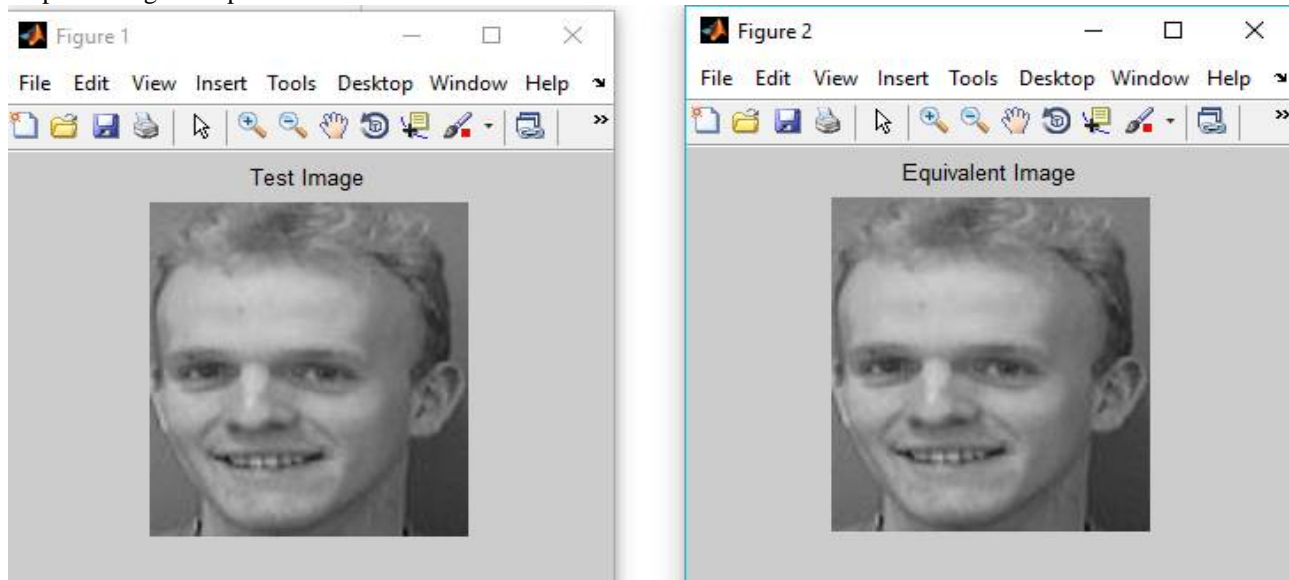 Figure 1
File Edit View Insert Tools Desktop Window Help
Test Image
Figure 2
File Edit View Insert Tools Desktop Window Help
Equivalent Image